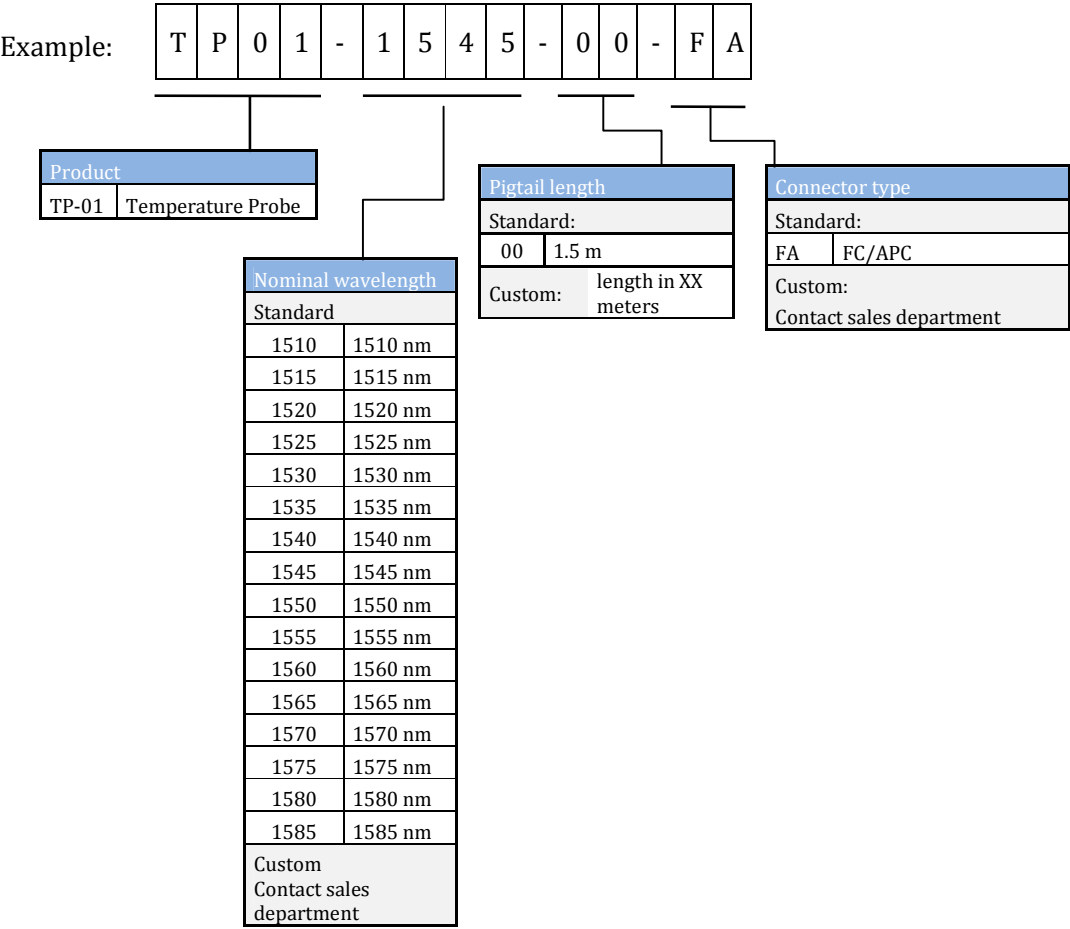 Example: T P 0 1 - 1 5 4 5 - 0 0 - F A
Product
TP-01 Temperature Probe
Nominal wavelength
Standard
1510 1510 nm
1515 1515 nm
1520 1520 nm
1525 1525 nm
1530 1530 nm
1535 1535 nm
1540 1540 nm
1545 1545 nm
1550 1550 nm
1555 1555 nm
1560 1560 nm
1565 1565 nm
1570 1570 nm
1575 1575 nm
1580 1580 nm
1585 1585 nm
Custom
Contact sales
department
Pigtail length
Standard:
00 1.5 m
Custom: length in XX
meters
Connector type
Standard:
FA FC/APC
Custom:
Contact sales department